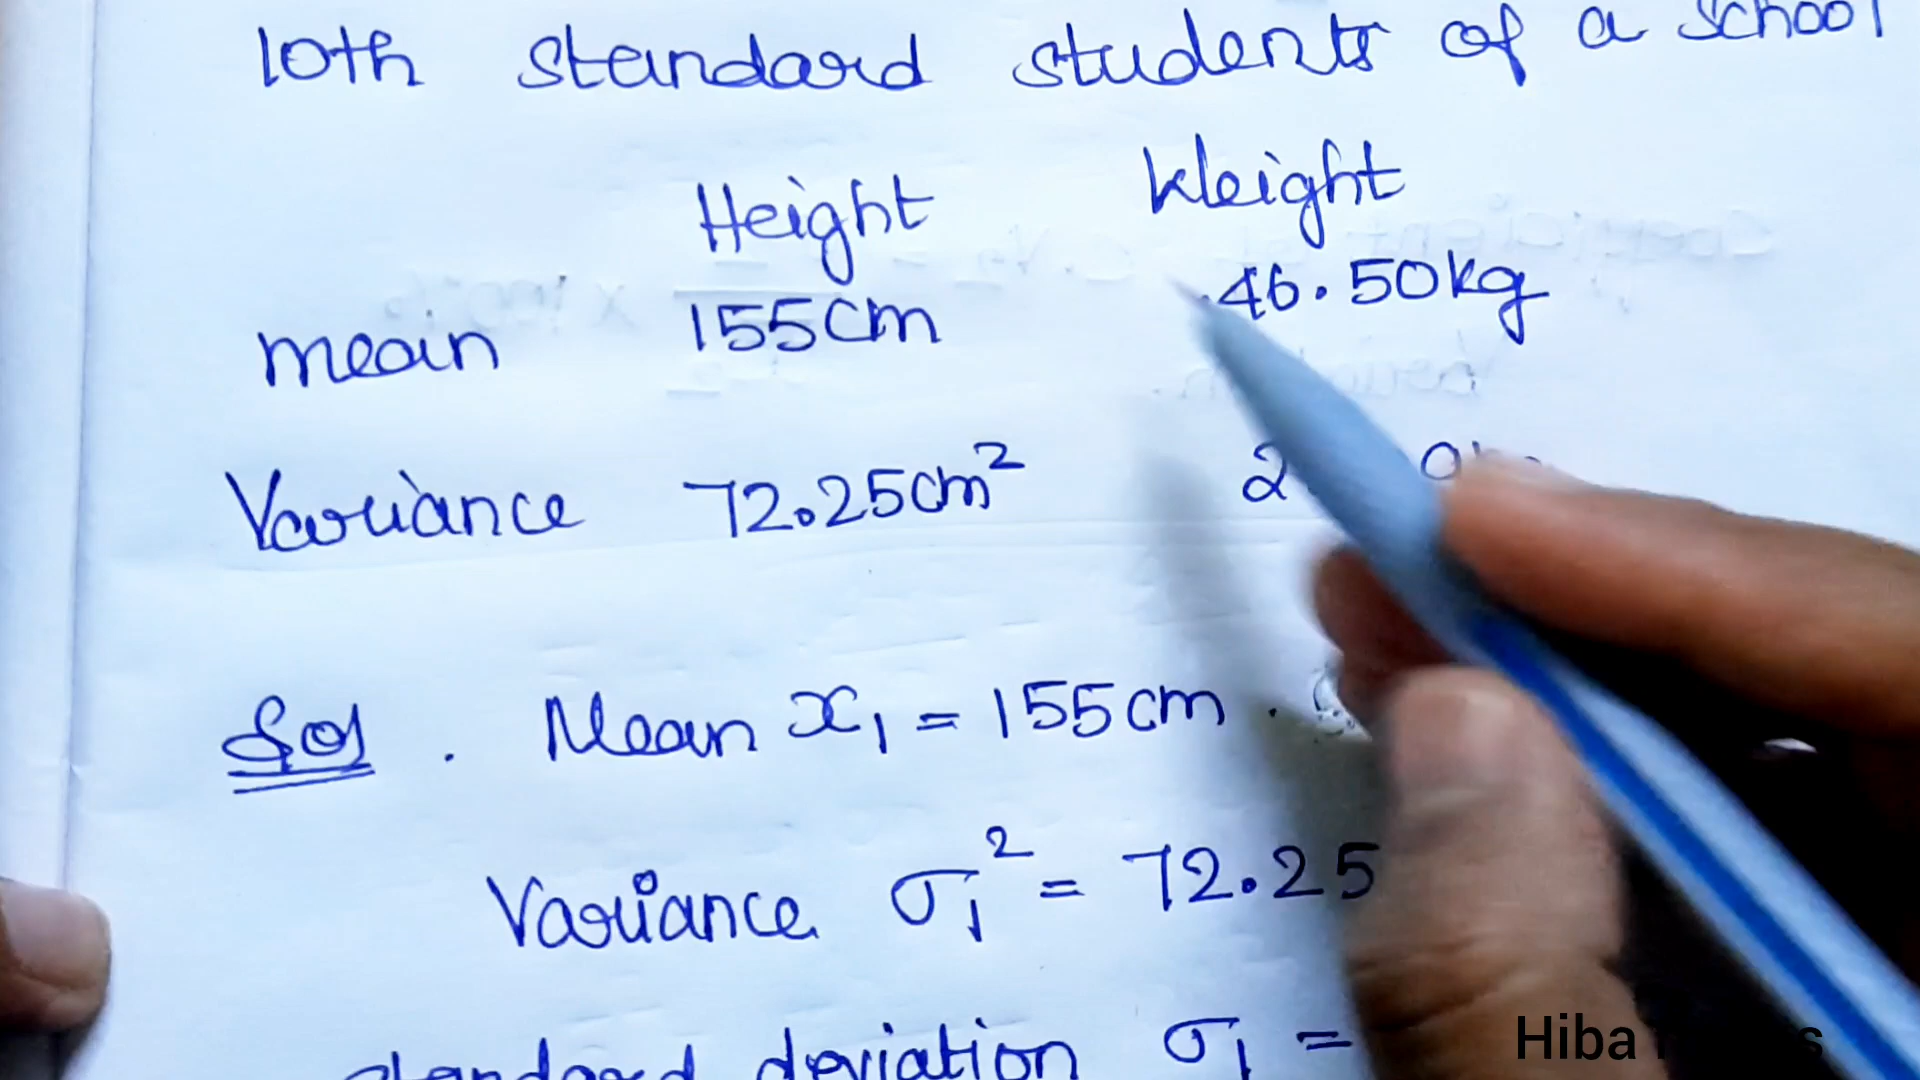 10th standard students of a school
Height Weight
mean 155cm 46.50kg
Variance 72.25cm²
Sol. Mean x₁ = 155cm.
Variance σ₁² = 72.25
standard deviation σ₁ =
Hiba